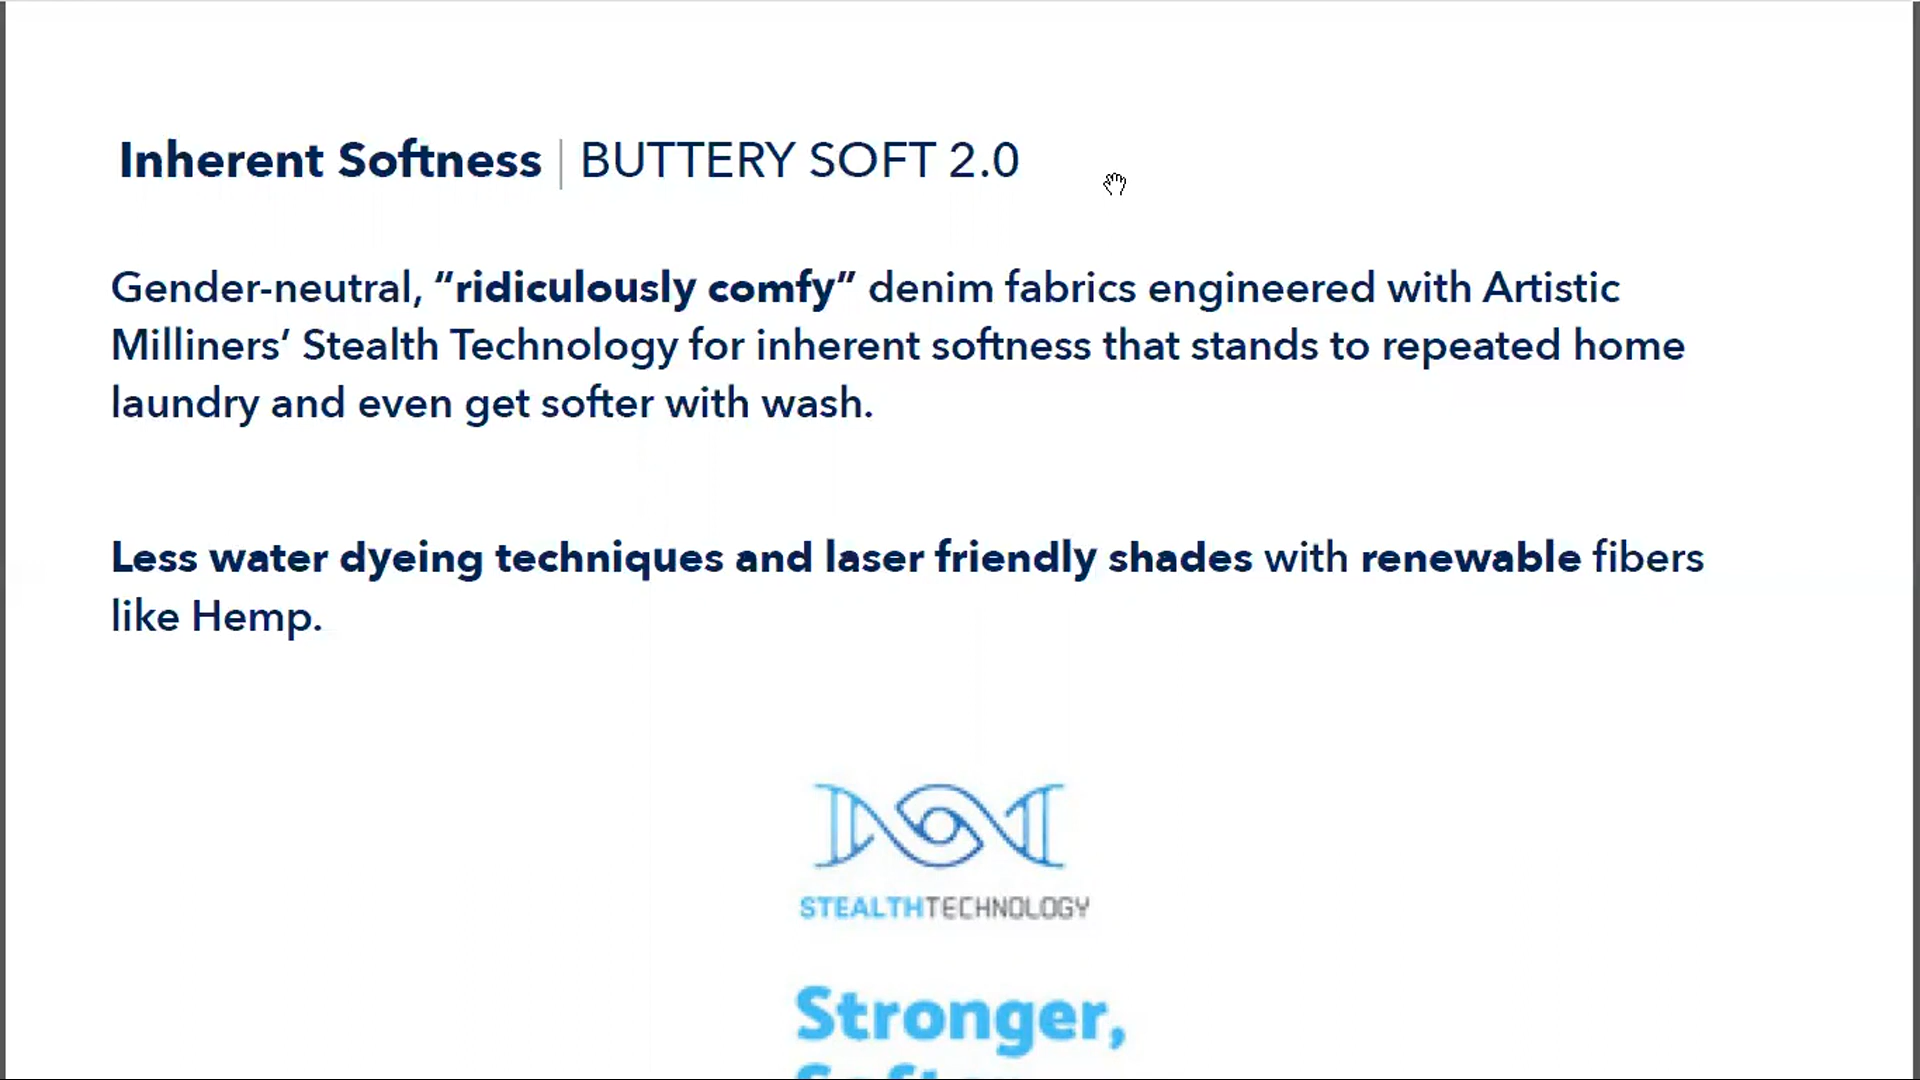 Inherent Softness | BUTTERY SOFT 2.0
Gender-neutral, “ridiculously comfy” denim fabrics engineered with Artistic
Milliners’ Stealth Technology for inherent softness that stands to repeated home
laundry and even get softer with wash.
Less water dyeing techniques and laser friendly shades with renewable fibers
like Hemp.
STEALTHTECHNOLOGY
Stronger,